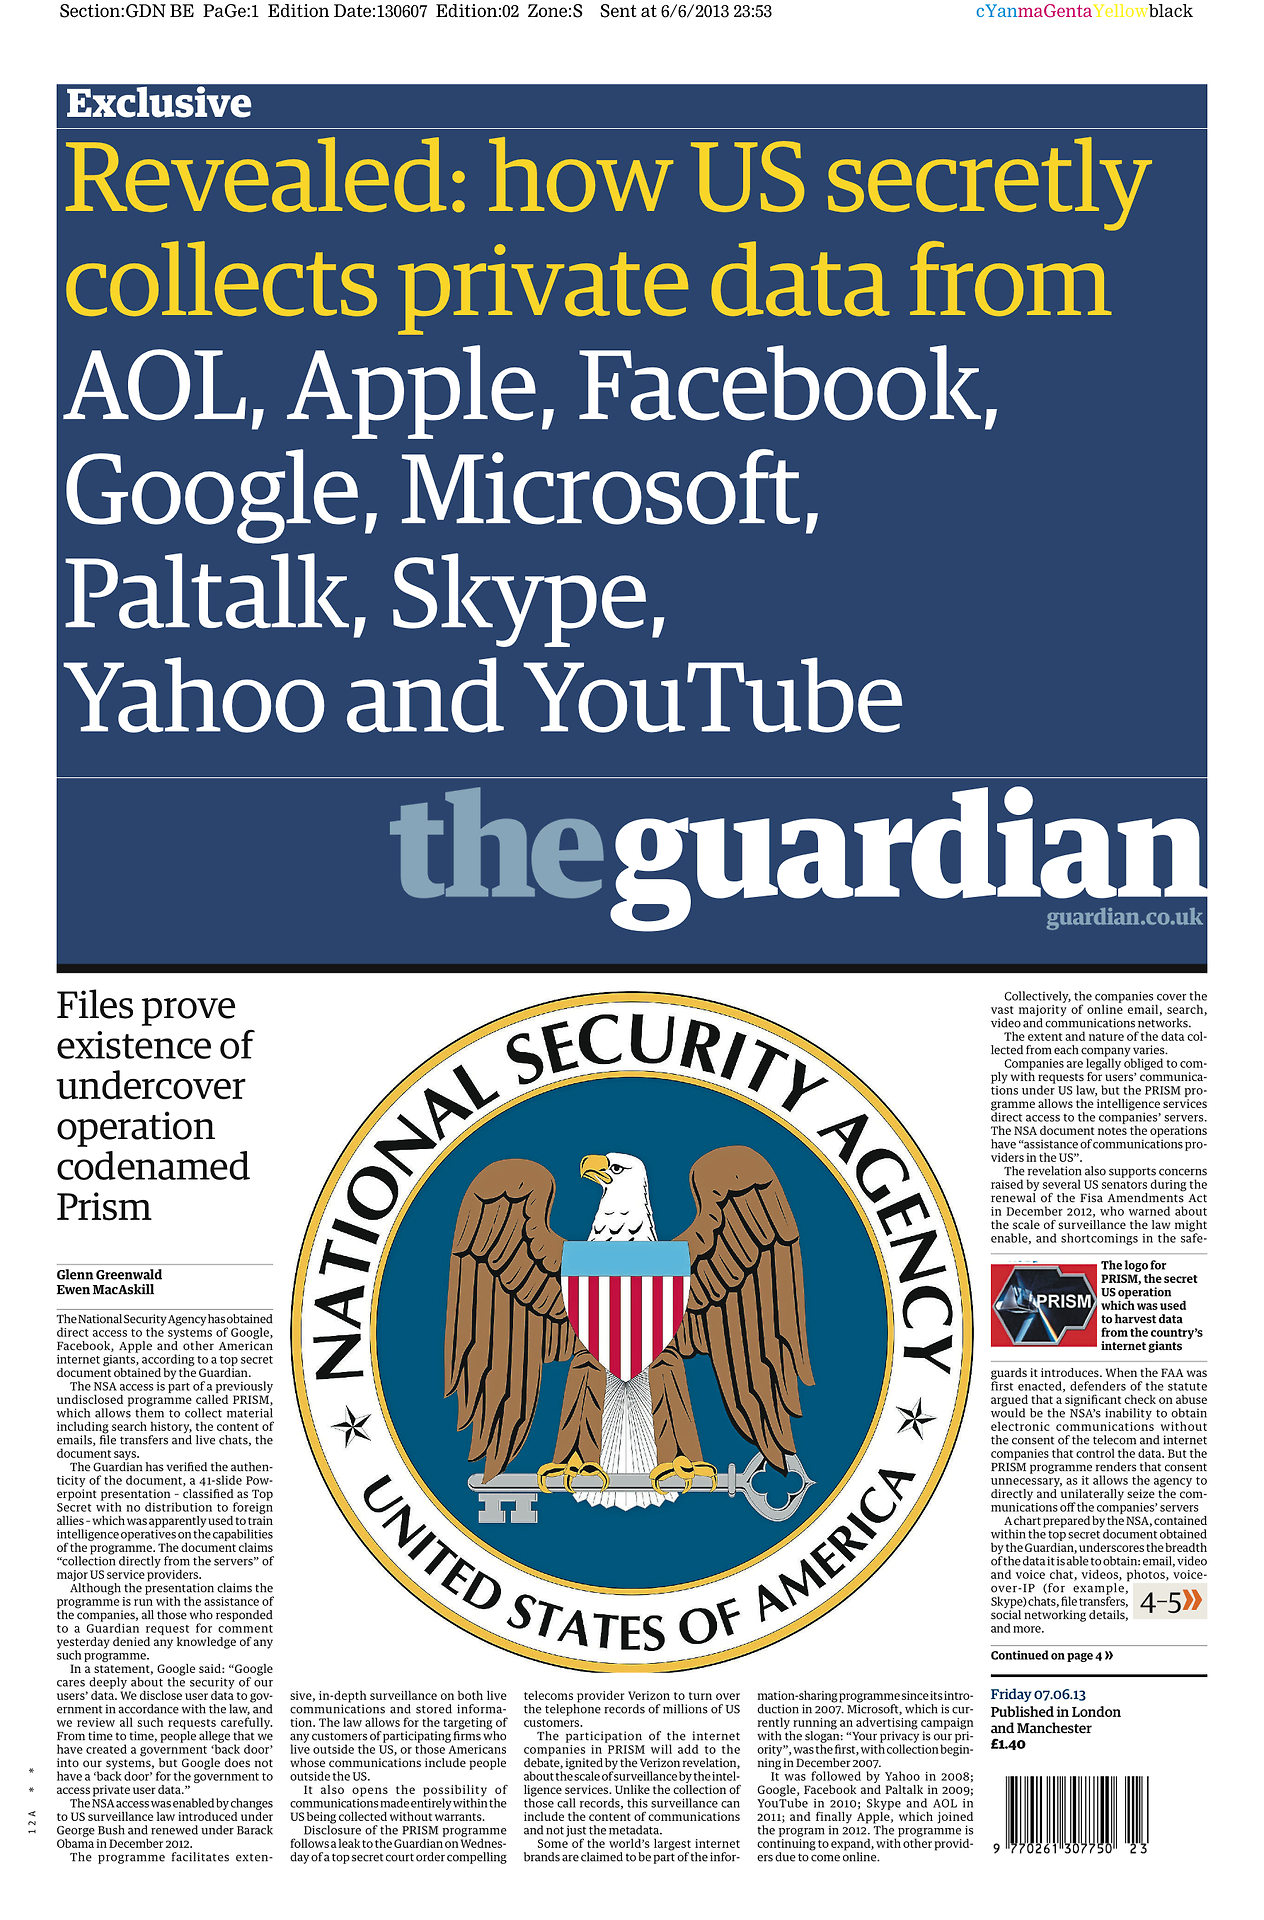 Section:GDN BE PaGe:1 Edition Date:130607 Edition:02 Zone:S Sent at 6/6/2013 23:53 cYanmaGentaYellowblack
Exclusive
Revealed: how US secretly
collects private data from
AOL, Apple, Facebook,
Google, Microsoft,
Paltalk, Skype,
Yahoo and YouTube
theguardian
guardian.co.uk
Files prove
existence of
undercover
operation
codenamed
Prism
Glenn Greenwald
Ewen MacAskill
The National Security Agency has obtained
direct access to the systems of Google,
Facebook, Apple and other American
internet giants, according to a top secret
document obtained by the Guardian.
The NSA access is part of a previously
undisclosed programme called PRISM,
which allows them to collect material
including search history, the content of
emails, file transfers and live chats, the
document says.
The Guardian has verified the authen-
ticity of the document, a 41-slide Pow-
erpoint presentation – classified as Top
Secret with no distribution to foreign
allies – which was apparently used to train
intelligence operatives on the capabilities
of the programme. The document claims
“collection directly from the servers” of
major US service providers.
Although the presentation claims the
programme is run with the assistance of
the companies, all those who responded
to a Guardian request for comment
yesterday denied any knowledge of any
such programme.
In a statement, Google said: “Google
cares deeply about the security of our
users’ data. We disclose user data to gov-
ernment in accordance with the law, and
we review all such requests carefully.
From time to time, people allege that we
have created a government ‘back door’
into our systems, but Google does not
have a ‘back door’ for the government to
access private user data.”
The NSA access was enabled by changes
to US surveillance law introduced under
George Bush and renewed under Barack
Obama in December 2012.
The programme facilitates exten-
NATIONAL SECURITY AGENCY
UNITED STATES OF AMERICA
sive, in-depth surveillance on both live
communications and stored informa-
tion. The law allows for the targeting of
any customers of participating firms who
live outside the US, or those Americans
whose communications include people
outside the US.
It also opens the possibility of
communications made entirely within the
US being collected without warrants.
Disclosure of the PRISM programme
follows a leak to the Guardian on Wednes-
day of a top secret court order compelling
telecoms provider Verizon to turn over
the telephone records of millions of US
customers.
The participation of the internet
companies in PRISM will add to the
debate, ignited by the Verizon revelation,
about the scale of surveillance by the intel-
ligence services. Unlike the collection of
those call records, this surveillance can
include the content of communications
and not just the metadata.
Some of the world’s largest internet
brands are claimed to be part of the infor-
mation-sharing programme since its intro-
duction in 2007. Microsoft, which is cur-
rently running an advertising campaign
with the slogan: “Your privacy is our pri-
ority”, was the first, with collection begin-
ning in December 2007.
It was followed by Yahoo in 2008;
Google, Facebook and Paltalk in 2009;
YouTube in 2010; Skype and AOL in
2011; and finally Apple, which joined
the program in 2012. The programme is
continuing to expand, with other provid-
ers due to come online.
Collectively, the companies cover the
vast majority of online email, search,
video and communications networks.
The extent and nature of the data col-
lected from each company varies.
Companies are legally obliged to com-
ply with requests for users’ communica-
tions under US law, but the PRISM pro-
gramme allows the intelligence services
direct access to the companies’ servers.
The NSA document notes the operations
have “assistance of communications pro-
viders in the US”.
The revelation also supports concerns
raised by several US senators during the
renewal of the Fisa Amendments Act
in December 2012, who warned about
the scale of surveillance the law might
enable, and shortcomings in the safe-
PRISM
The logo for
PRISM, the secret
US operation
which was used
to harvest data
from the country’s
internet giants
guards it introduces. When the FAA was
first enacted, defenders of the statute
argued that a significant check on abuse
would be the NSA’s inability to obtain
electronic communications without
the consent of the telecom and internet
companies that control the data. But the
PRISM programme renders that consent
unnecessary, as it allows the agency to
directly and unilaterally seize the com-
munications off the companies’ servers
A chart prepared by the NSA, contained
within the top secret document obtained
by the Guardian, underscores the breadth
of the data it is able to obtain: email, video
and voice chat, videos, photos, voice-
over-IP (for example,
Skype) chats, file transfers,
social networking details,
and more.
4–5»
Continued on page 4 »
Friday 07.06.13
Published in London
and Manchester
£1.40
9 770261 307750 23
12A * *